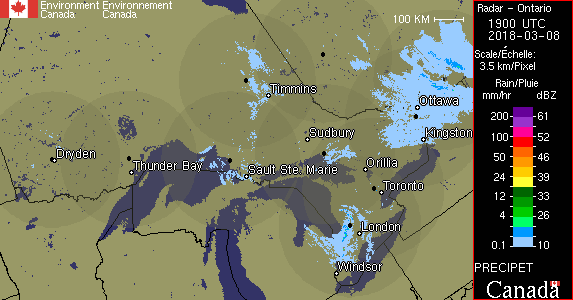 Environment Environnement
Canada Canada
100 KM
Timmins
Ottawa
Kingston
Sudbury
Dryden
Thunder Bay
Sault Ste. Marie
Orillia
Toronto
London
Windsor
Radar - Ontario
1900 UTC
2018-03-08
Scale/Échelle:
3.5 km/Pixel
Rain/Pluie
mm/hr dBZ
200 61
100 52
50 46
24 39
12 33
4 26
0.1 10
PRECIPET
Canada